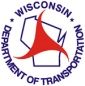 WISCONSIN
DEPARTMENT OF TRANSPORTATION